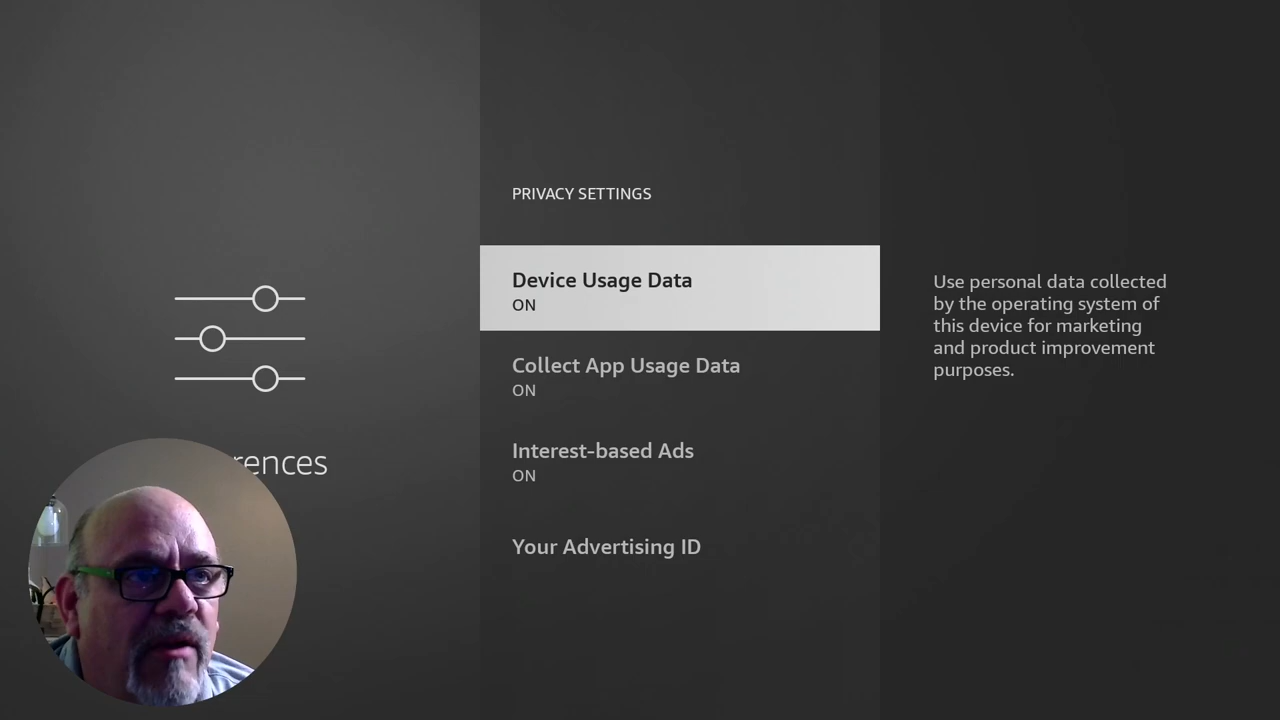 PRIVACY SETTINGS
Device Usage Data
ON
Collect App Usage Data
ON
Interest-based Ads
ON
Your Advertising ID
rences
Use personal data collected
by the operating system of
this device for marketing
and product improvement
purposes.